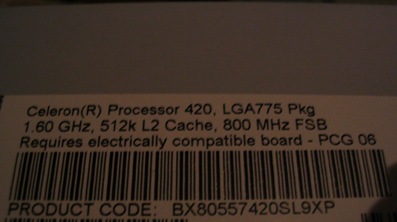 Celeron(R) Processor 420, LGA775 Pkg
1.60 GHz, 512k L2 Cache, 800 MHz FSB
Requires electrically compatible board - PCG 06
PRODUCT CODE: BX80557420SL9XP